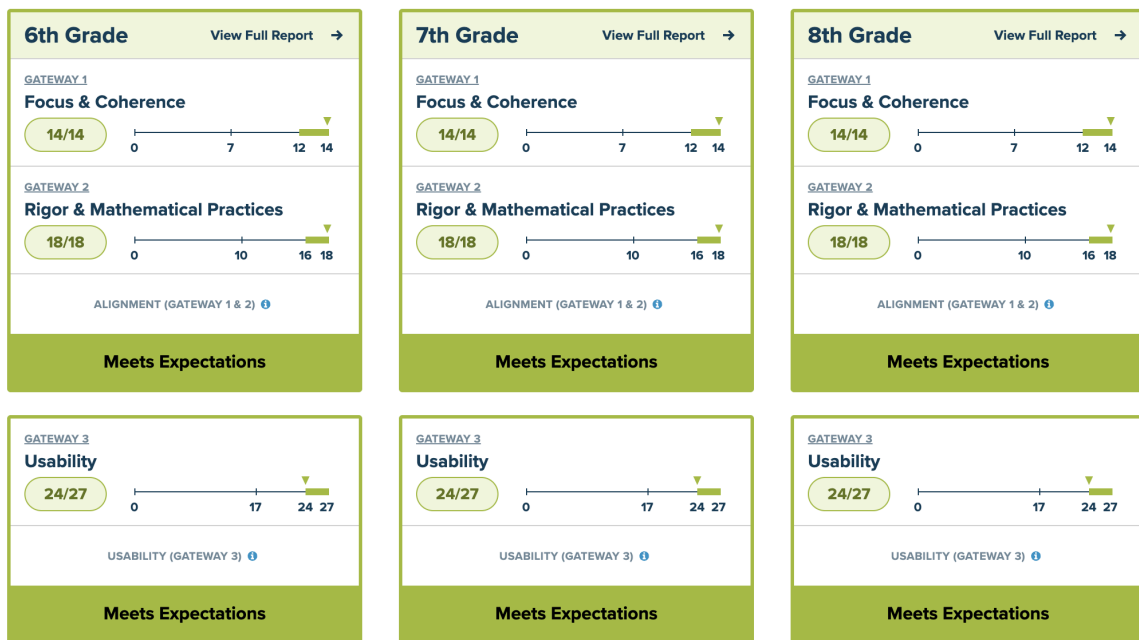 6th Grade View Full Report →
GATEWAY 1
Focus & Coherence
14/14
0 7 12 14
GATEWAY 2
Rigor & Mathematical Practices
18/18
0 10 16 18
ALIGNMENT (GATEWAY 1 & 2)
Meets Expectations
GATEWAY 3
Usability
24/27
0 17 24 27
USABILITY (GATEWAY 3)
Meets Expectations
7th Grade View Full Report →
GATEWAY 1
Focus & Coherence
14/14
0 7 12 14
GATEWAY 2
Rigor & Mathematical Practices
18/18
0 10 16 18
ALIGNMENT (GATEWAY 1 & 2)
Meets Expectations
GATEWAY 3
Usability
24/27
0 17 24 27
USABILITY (GATEWAY 3)
Meets Expectations
8th Grade View Full Report →
GATEWAY 1
Focus & Coherence
14/14
0 7 12 14
GATEWAY 2
Rigor & Mathematical Practices
18/18
0 10 16 18
ALIGNMENT (GATEWAY 1 & 2)
Meets Expectations
GATEWAY 3
Usability
24/27
0 17 24 27
USABILITY (GATEWAY 3)
Meets Expectations